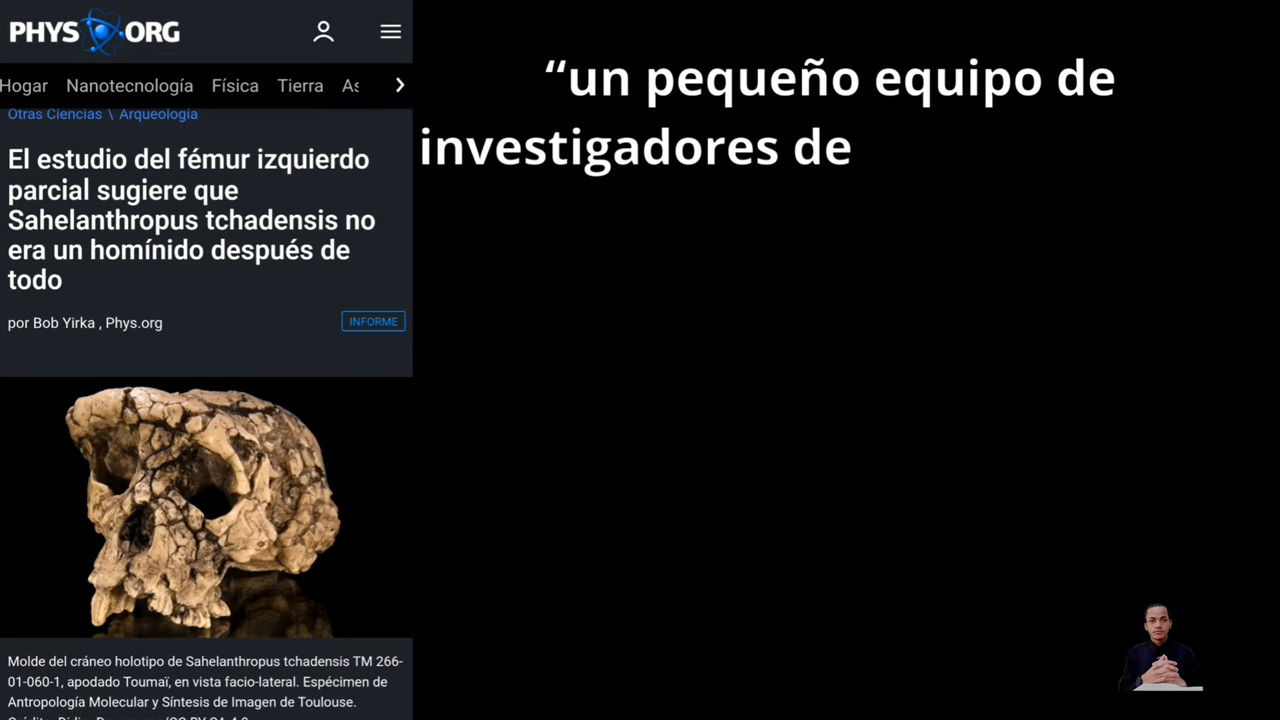 PHYS ORG
Hogar Nanotecnología Física Tierra As
Otras Ciencias \ Arqueología
El estudio del fémur izquierdo
parcial sugiere que
Sahelanthropus tchadensis no
era un homínido después de
todo
por Bob Yirka , Phys.org
INFORME
Molde del cráneo holotipo de Sahelanthropus tchadensis TM 266-
01-060-1, apodado Toumaï, en vista facio-lateral. Espécimen de
Antropología Molecular y Síntesis de Imagen de Toulouse.
“un pequeño equipo de
investigadores de